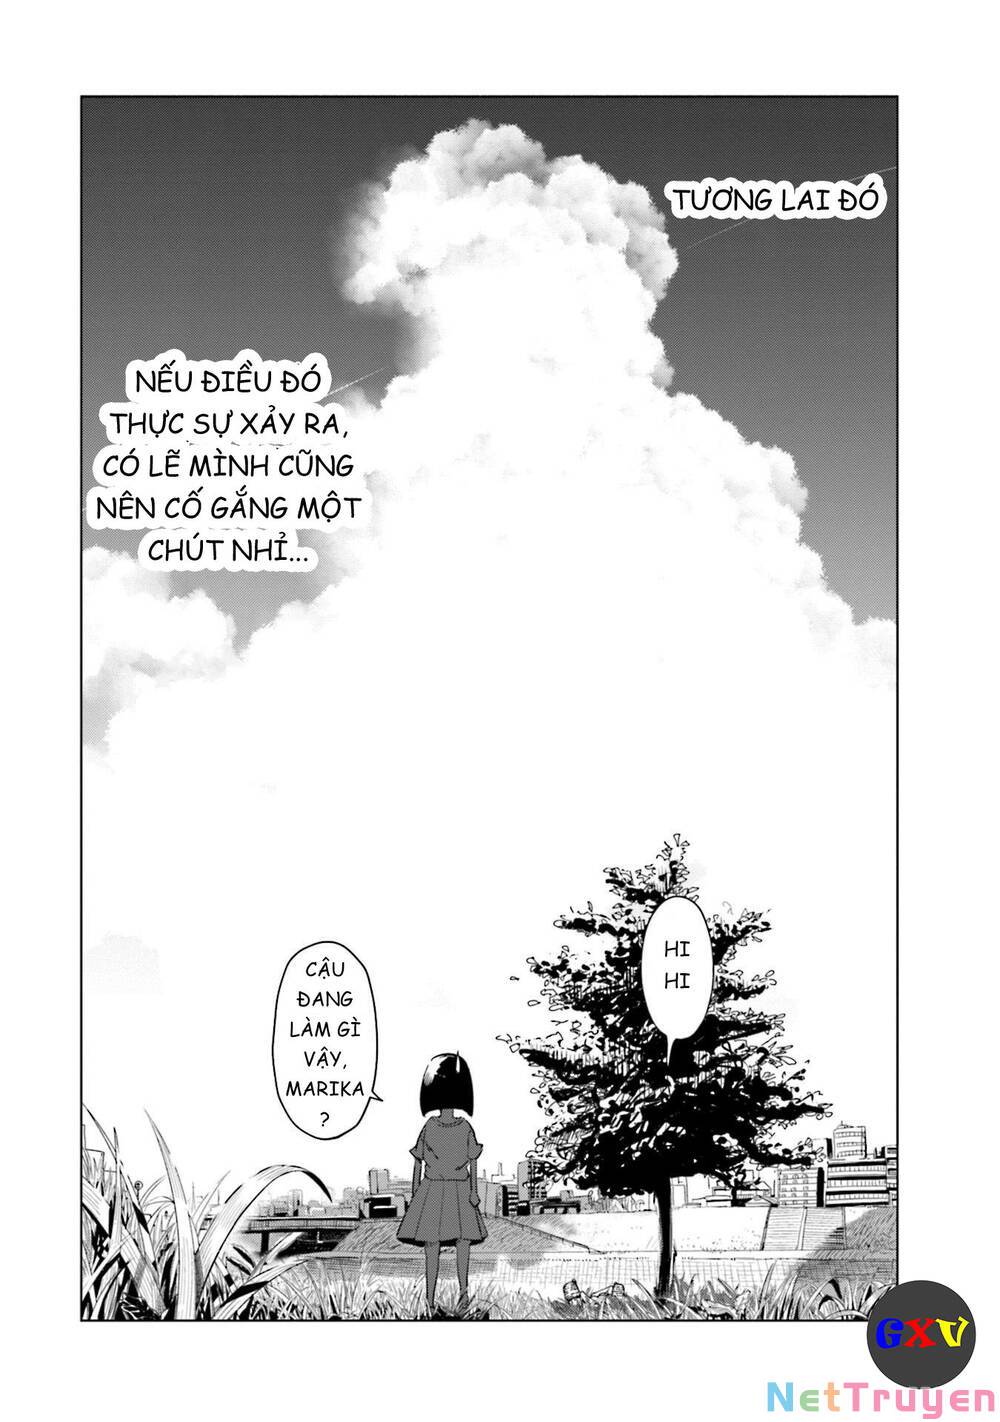 TƯƠNG LAI ĐÓ
NẾU ĐIỀU ĐÓ
THỰC SỰ XẢY RA,
CÓ LẼ MÌNH CŨNG
NÊN CỐ GẮNG MỘT
CHÚT NHỈ...
HI
HI
CẬU
ĐANG
LÀM GÌ
VẬY,
MARIKA
?
GXV
NetTruyen